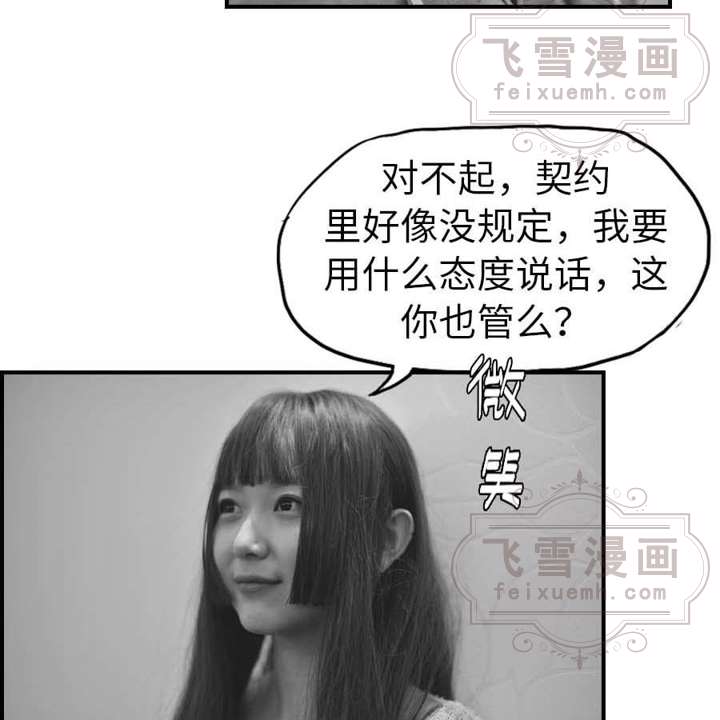 飞雪漫画
feixuemh.com
对不起，契约
里好像没规定，我要
用什么态度说话，这
你也管么？
微
笑
飞雪漫画
feixuemh.com